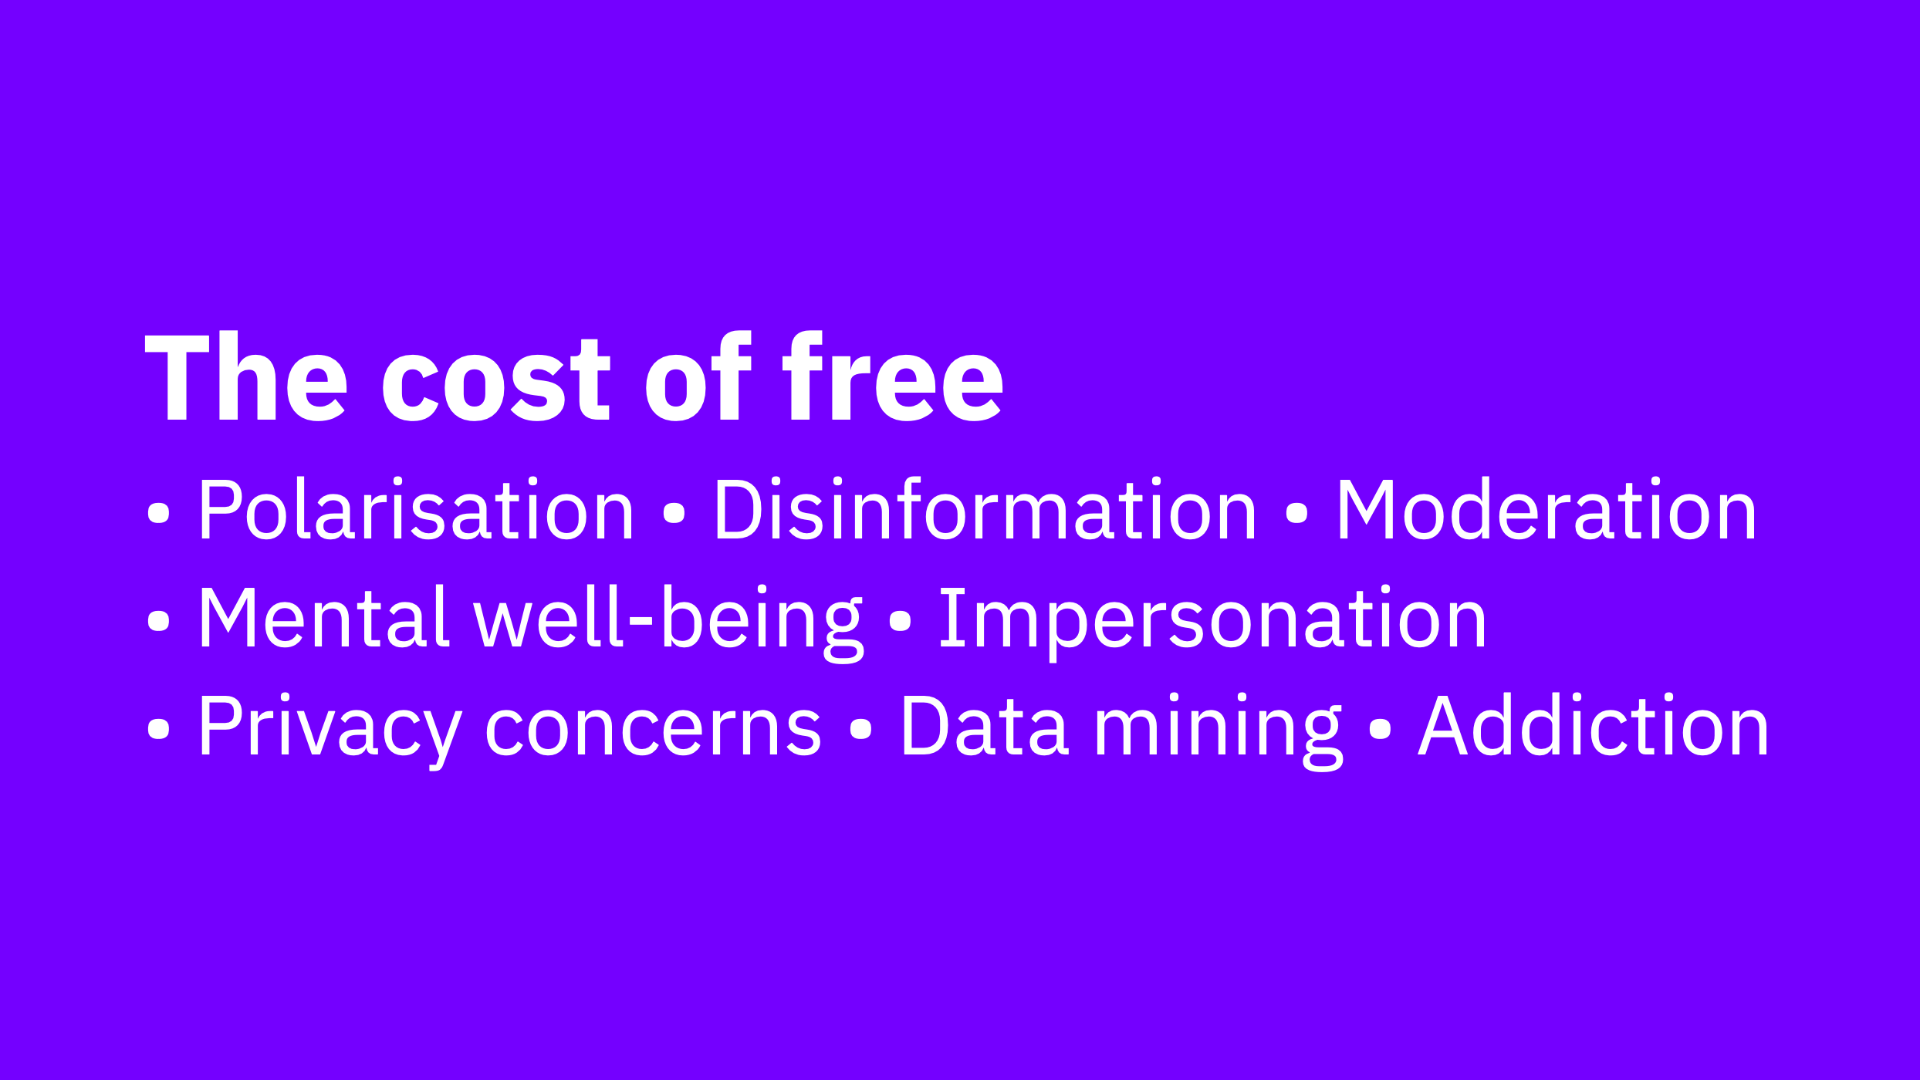 The cost of free
• Polarisation • Disinformation • Moderation
• Mental well-being • Impersonation
• Privacy concerns • Data mining • Addiction